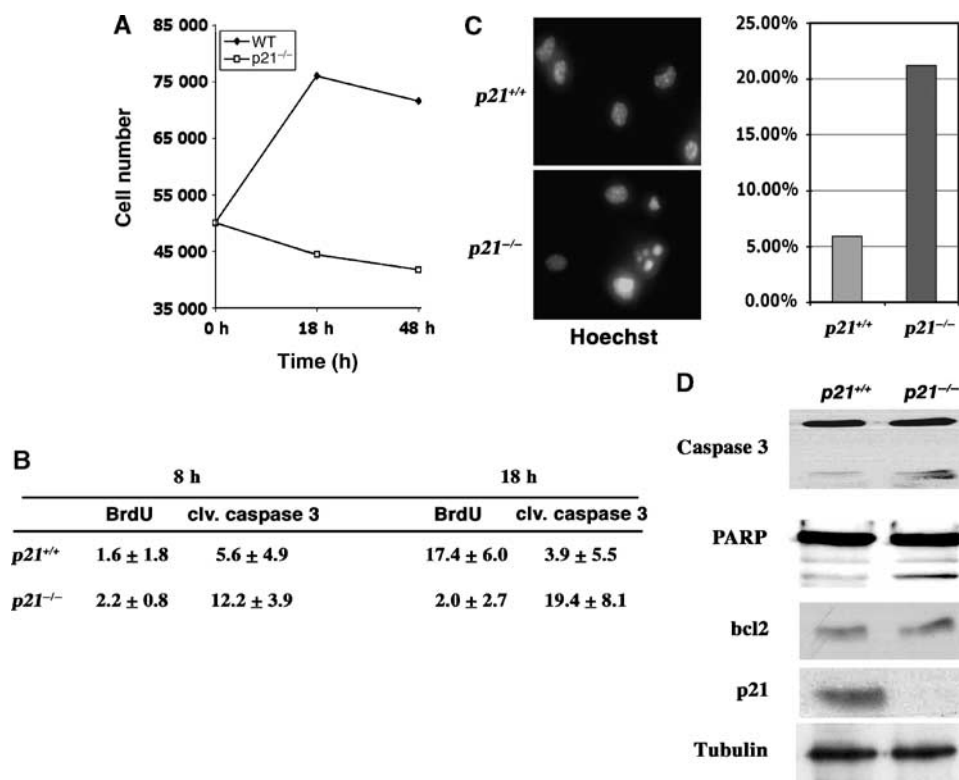 A
WT
p21⁻/⁻
85 000
75 000
65 000
55 000
45 000
35 000
Cell number
0 h 18 h 48 h
Time (h)
B
8 h 18 h
BrdU clv. caspase 3 BrdU clv. caspase 3
p21⁺/⁺ 1.6 ± 1.8 5.6 ± 4.9 17.4 ± 6.0 3.9 ± 5.5
p21⁻/⁻ 2.2 ± 0.8 12.2 ± 3.9 2.0 ± 2.7 19.4 ± 8.1
C
p21⁺/⁺
p21⁻/⁻
Hoechst
25.00%
20.00%
15.00%
10.00%
5.00%
0.00%
p21⁺/⁺ p21⁻/⁻
D
p21⁺/⁺ p21⁻/⁻
Caspase 3
PARP
bcl2
p21
Tubulin